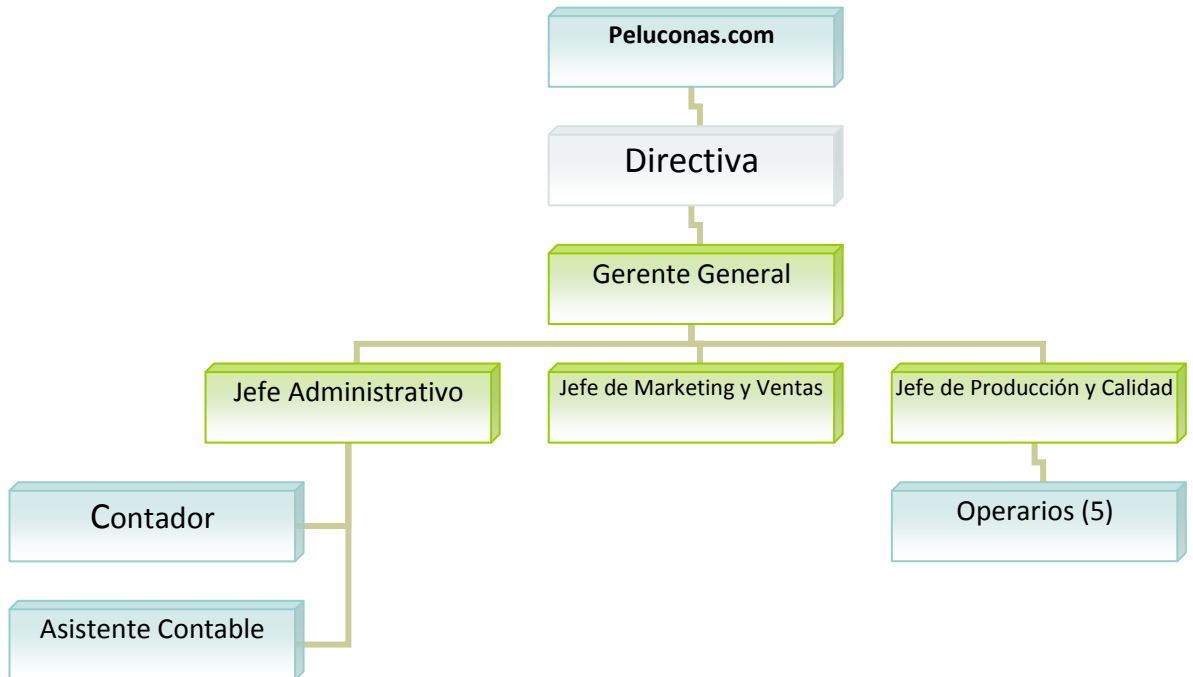 Peluconas.com
Directiva
Gerente General
Jefe Administrativo
Jefe de Marketing y Ventas
Jefe de Producción y Calidad
Contador
Operarios (5)
Asistente Contable